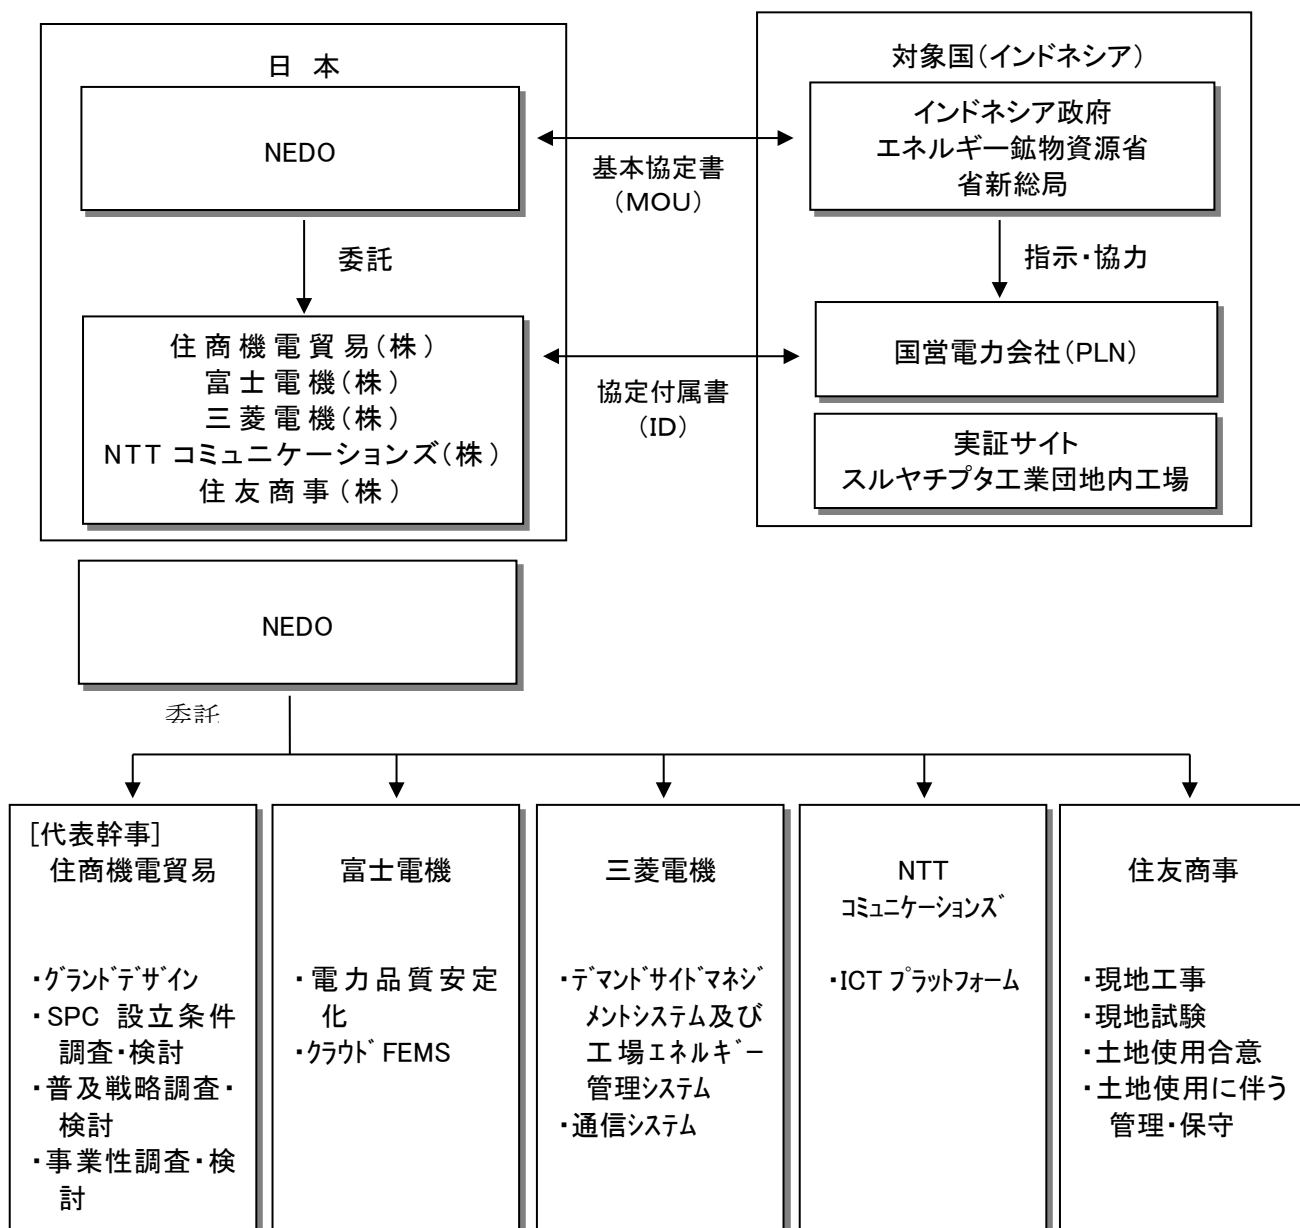 日 本
NEDO
委託
住商機電貿易(株)
富士電機(株)
三菱電機(株)
NTTコミュニケーションズ(株)
住友商事(株)
基本協定書
(MOU)
協定付属書
(ID)
対象国(インドネシア)
インドネシア政府
エネルギー鉱物資源省
省新総局
指示・協力
国営電力会社(PLN)
実証サイト
スルヤチプタ工業団地内工場
NEDO
委託
[代表幹事]
住商機電貿易
・グランドデザイン
・SPC 設立条件
調査・検討
・普及戦略調査・
検討
・事業性調査・検
討
富士電機
・電力品質安定
化
・クラウド FEMS
三菱電機
・デマンドサイドマネジ
メントシステム及び
工場エネルギー
管理システム
・通信システム
NTT
コミュニケーションズ
・ICT プラットフォーム
住友商事
・現地工事
・現地試験
・土地使用合意
・土地使用に伴う
管理・保守